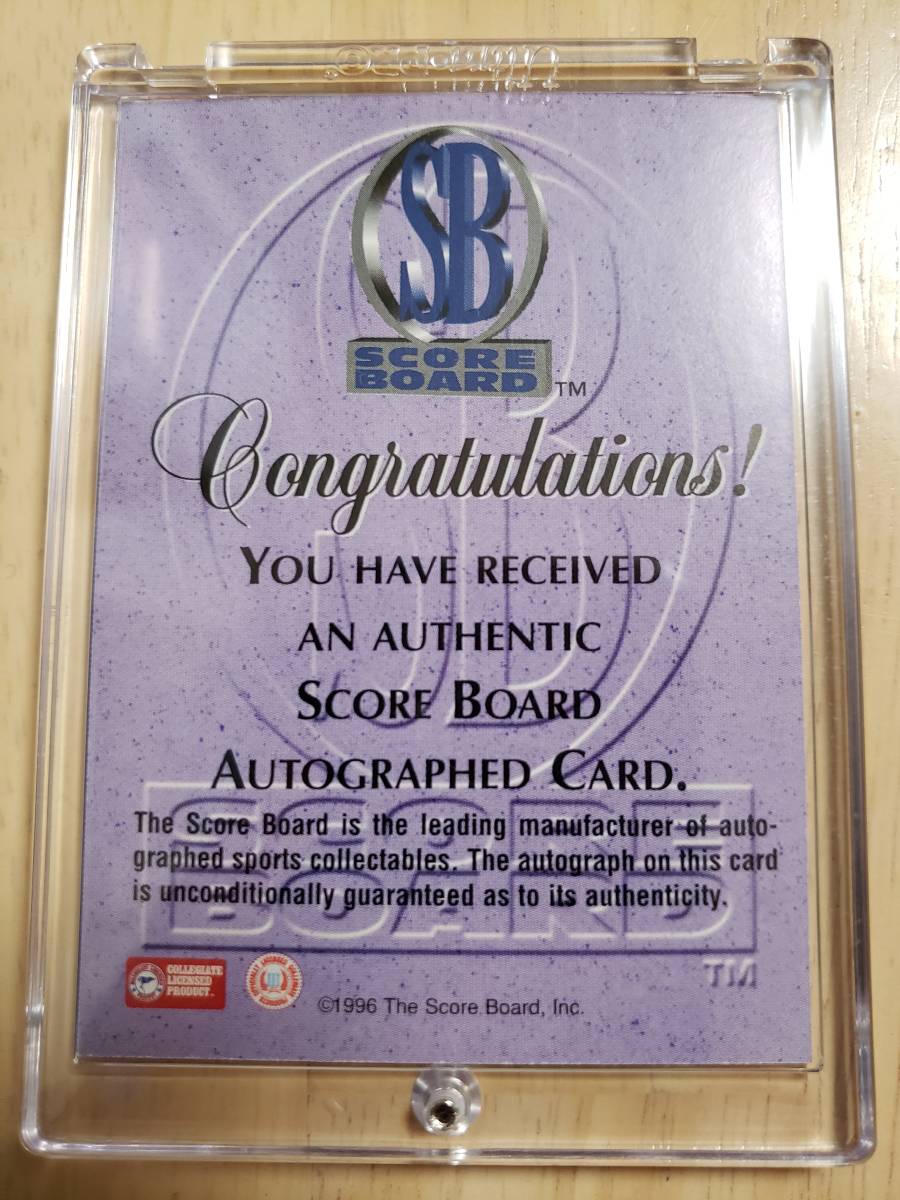 SB
SCORE
BOARD TM
Congratulations!
YOU HAVE RECEIVED
AN AUTHENTIC
SCORE BOARD
AUTOGRAPHED CARD.
The Score Board is the leading manufacturer of auto-
graphed sports collectables. The autograph on this card
is unconditionally guaranteed as to its authenticity.
SCORE
BOARD
TM
COLLEGIATE
LICENSED
PRODUCT
©1996 The Score Board, Inc.